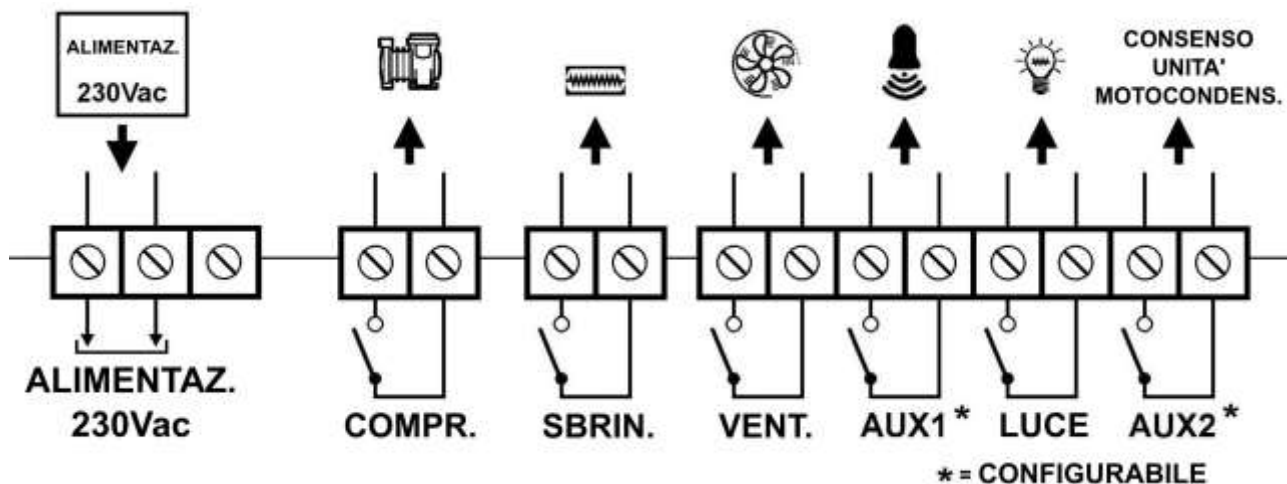 ALIMENTAZ.
230Vac
CONSENSO
UNITA'
MOTOCONDENS.
ALIMENTAZ.
230Vac
COMPR.
SBRIN.
VENT.
AUX1 *
LUCE
AUX2 *
* = CONFIGURABILE